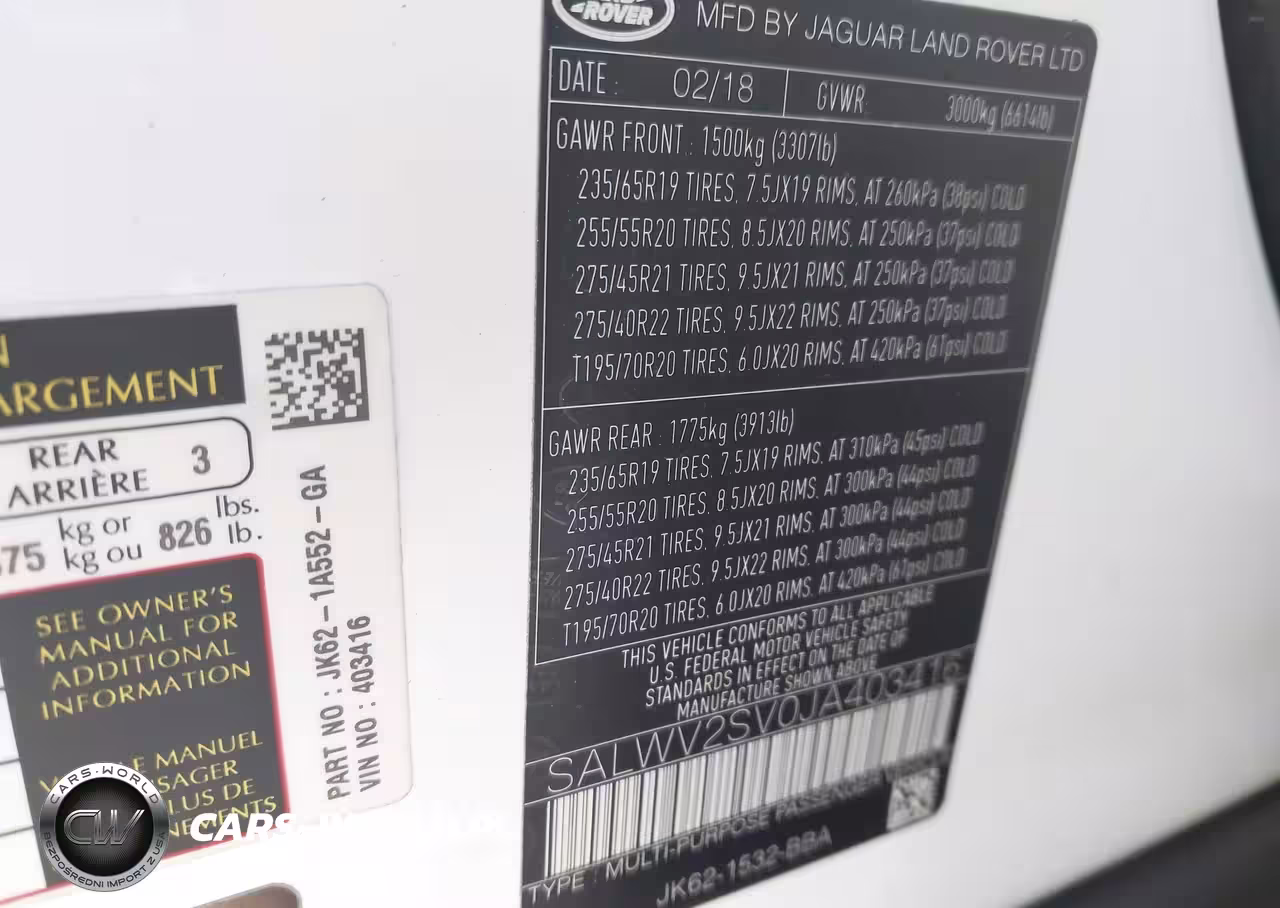 N
ARGEMENT
REAR
ARRIÈRE
3
kg or
kg ou
826
lbs.
lb.
SEE OWNER'S
MANUAL FOR
ADDITIONAL
INFORMATION
LE MANUEL
LUS DE
PART NO : JK62-1A552-GA
VIN NO : 403416
ROVER
MFD BY JAGUAR LAND ROVER LTD
DATE : 02/18 GVWR 3000kg (6614lb)
GAWR FRONT : 1500kg (3307lb)
235/65R19 TIRES, 7.5JX19 RIMS, AT 260kPa (38psi) COLD
255/55R20 TIRES, 8.5JX20 RIMS, AT 250kPa (37psi) COLD
275/45R21 TIRES, 9.5JX21 RIMS, AT 250kPa (37psi) COLD
275/40R22 TIRES, 9.5JX22 RIMS, AT 250kPa (37psi) COLD
T195/70R20 TIRES, 6.0JX20 RIMS, AT 420kPa (61psi) COLD
GAWR REAR : 1775kg (3913lb)
235/65R19 TIRES, 7.5JX19 RIMS, AT 310kPa (45psi) COLD
255/55R20 TIRES, 8.5JX20 RIMS, AT 300kPa (44psi) COLD
275/45R21 TIRES, 9.5JX21 RIMS, AT 300kPa (44psi) COLD
275/40R22 TIRES, 9.5JX22 RIMS, AT 300kPa (44psi) COLD
T195/70R20 TIRES, 6.0JX20 RIMS, AT 420kPa (61psi) COLD
THIS VEHICLE CONFORMS TO ALL APPLICABLE
U.S. FEDERAL MOTOR VEHICLE SAFETY
STANDARDS IN EFFECT ON THE DATE OF
MANUFACTURE SHOWN ABOVE
SALWV2SV0JA403416
TYPE : MULTI-PURPOSE PASSENGER VEHICLE
JK62-1532-BBA
CARS-WORLD
CW
BEZPOŚREDNI IMPORT Z USA